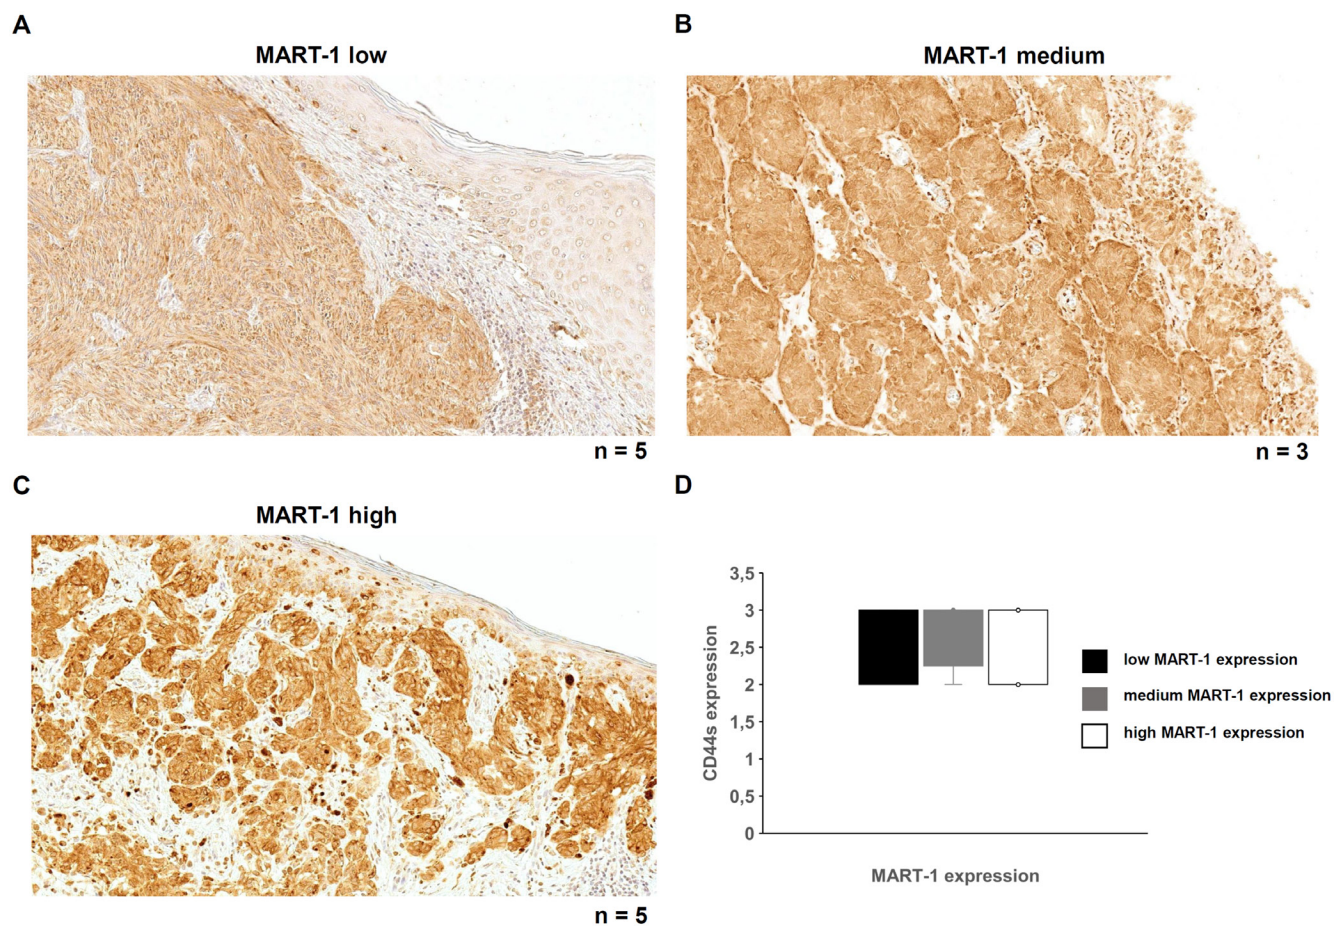 A
MART-1 low
n = 5
B
MART-1 medium
n = 3
C
MART-1 high
n = 5
D
3,5
3
2,5
2
1,5
1
0,5
0
CD44s expression
MART-1 expression
low MART-1 expression
medium MART-1 expression
high MART-1 expression